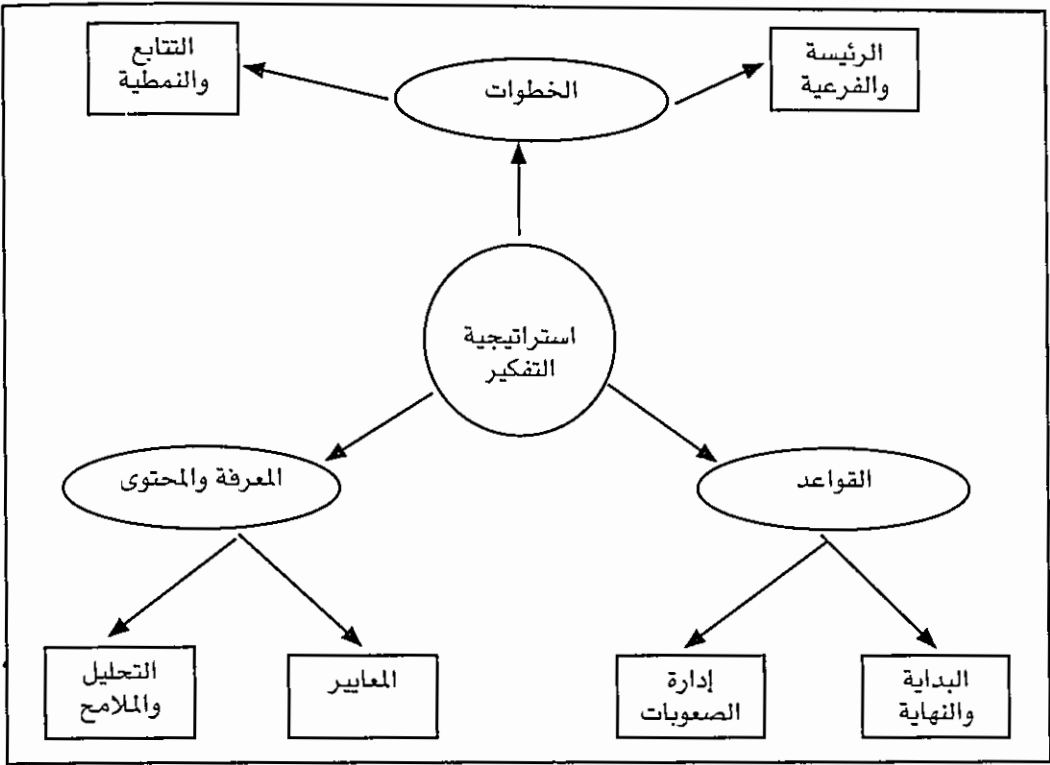 الرئيسة
والفرعية
الخطوات
التتابع
والنمطية
استراتيجية
التفكير
القواعد
المعرفة والمحتوى
البداية
والنهاية
إدارة
الصعوبات
المعايير
التحليل
والملامح